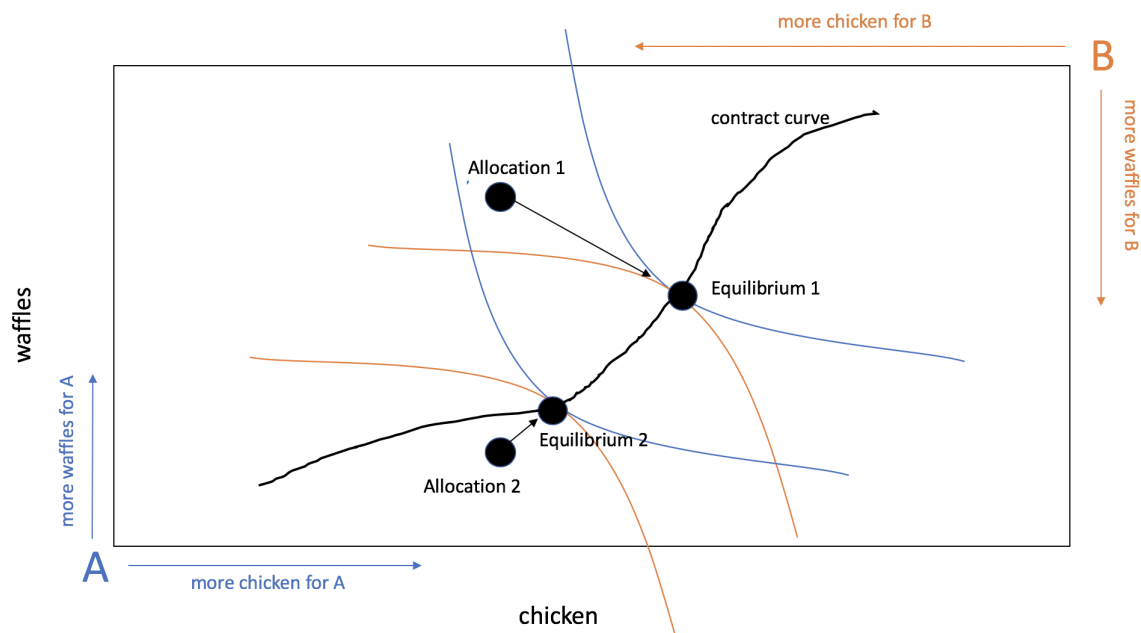 more chicken for B
B
contract curve
more waffles for B
Allocation 1
Equilibrium 1
waffles
more waffles for A
Equilibrium 2
Allocation 2
A
more chicken for A
chicken